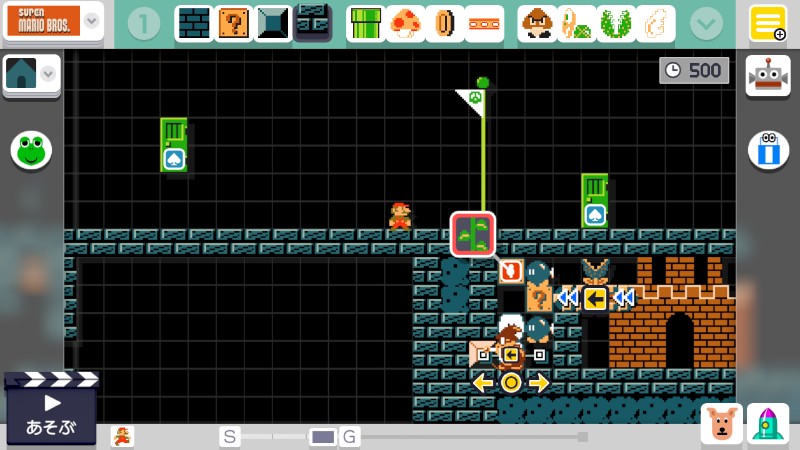 SUPER
MARIO BROS.
1
?
500
?
あそぶ
S
G